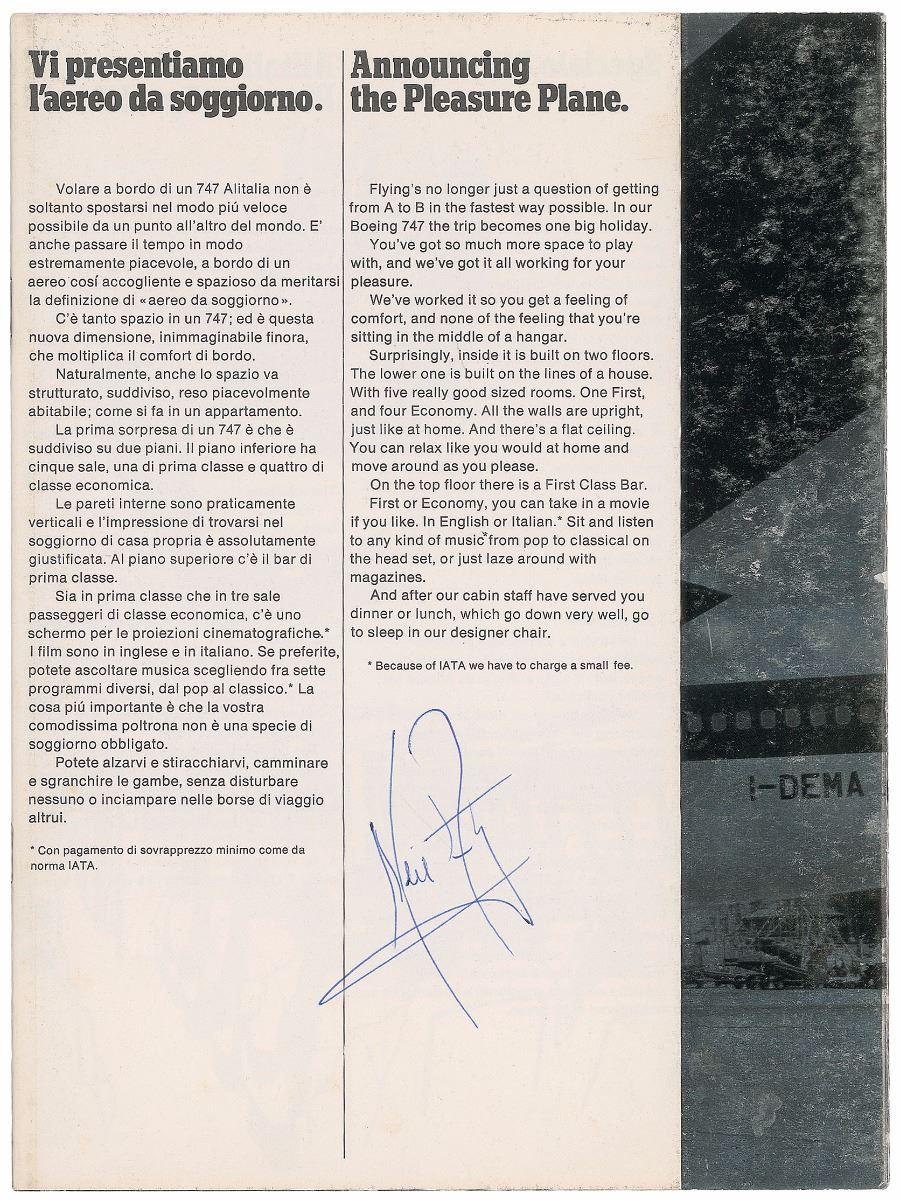 Vi presentiamo
l'aereo da soggiorno.
Volare a bordo di un 747 Alitalia non è
soltanto spostarsi nel modo piú veloce
possibile da un punto all'altro del mondo. E'
anche passare il tempo in modo
estremamente piacevole, a bordo di un
aereo cosí accogliente e spazioso da meritarsi
la definizione di «aereo da soggiorno».
C'è tanto spazio in un 747; ed è questa
nuova dimensione, inimmaginabile finora,
che moltiplica il comfort di bordo.
Naturalmente, anche lo spazio va
strutturato, suddiviso, reso piacevolmente
abitabile; come si fa in un appartamento.
La prima sorpresa di un 747 è che è
suddiviso su due piani. Il piano inferiore ha
cinque sale, una di prima classe e quattro di
classe economica.
Le pareti interne sono praticamente
verticali e l'impressione di trovarsi nel
soggiorno di casa propria è assolutamente
giustificata. Al piano superiore c'è il bar di
prima classe.
Sia in prima classe che in tre sale
passeggeri di classe economica, c'è uno
schermo per le proiezioni cinematografiche.*
I film sono in inglese e in italiano. Se preferite,
potete ascoltare musica scegliendo fra sette
programmi diversi, dal pop al classico.* La
cosa piú importante è che la vostra
comodissima poltrona non è una specie di
soggiorno obbligato.
Potete alzarvi e stiracchiarvi, camminare
e sgranchire le gambe, senza disturbare
nessuno o inciampare nelle borse di viaggio
altrui.
* Con pagamento di sovrapprezzo minimo come da
norma IATA.
Announcing
the Pleasure Plane.
Flying's no longer just a question of getting
from A to B in the fastest way possible. In our
Boeing 747 the trip becomes one big holiday.
You've got so much more space to play
with, and we've got it all working for your
pleasure.
We've worked it so you get a feeling of
comfort, and none of the feeling that you're
sitting in the middle of a hangar.
Surprisingly, inside it is built on two floors.
The lower one is built on the lines of a house.
With five really good sized rooms. One First,
and four Economy. All the walls are upright,
just like at home. And there's a flat ceiling.
You can relax like you would at home and
move around as you please.
On the top floor there is a First Class Bar.
First or Economy, you can take in a movie
if you like. In English or Italian.* Sit and listen
to any kind of music* from pop to classical on
the head set, or just laze around with
magazines.
And after our cabin staff have served you
dinner or lunch, which go down very well, go
to sleep in our designer chair.
* Because of IATA we have to charge a small fee.
I-DEMA